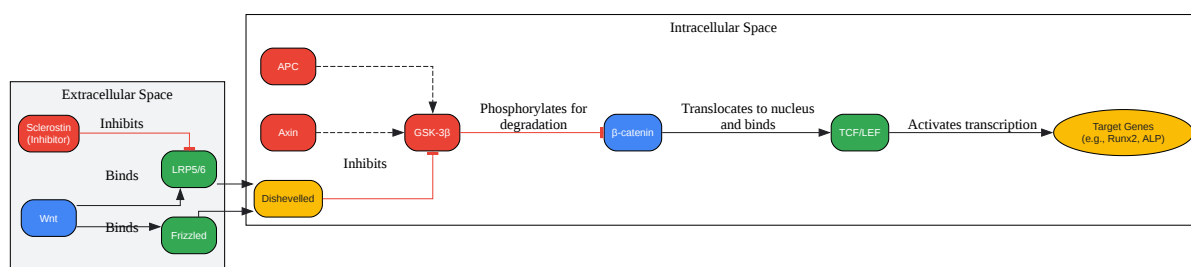 Intracellular Space
APC
Extracellular Space
Sclerostin
(Inhibitor)
Inhibits
Axin
GSK-3β
Phosphorylates for
degradation
β-catenin
Translocates to nucleus
and binds
TCF/LEF
Activates transcription
Target Genes
(e.g., Runx2, ALP)
LRP5/6
Binds
Inhibits
Dishevelled
Wnt
Binds
Frizzled